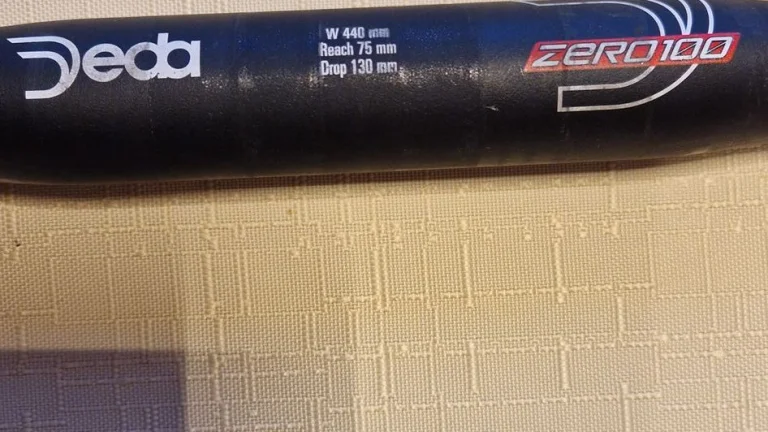 Deda
W 440 mm
Reach 75 mm
Drop 130 mm
ZERO100